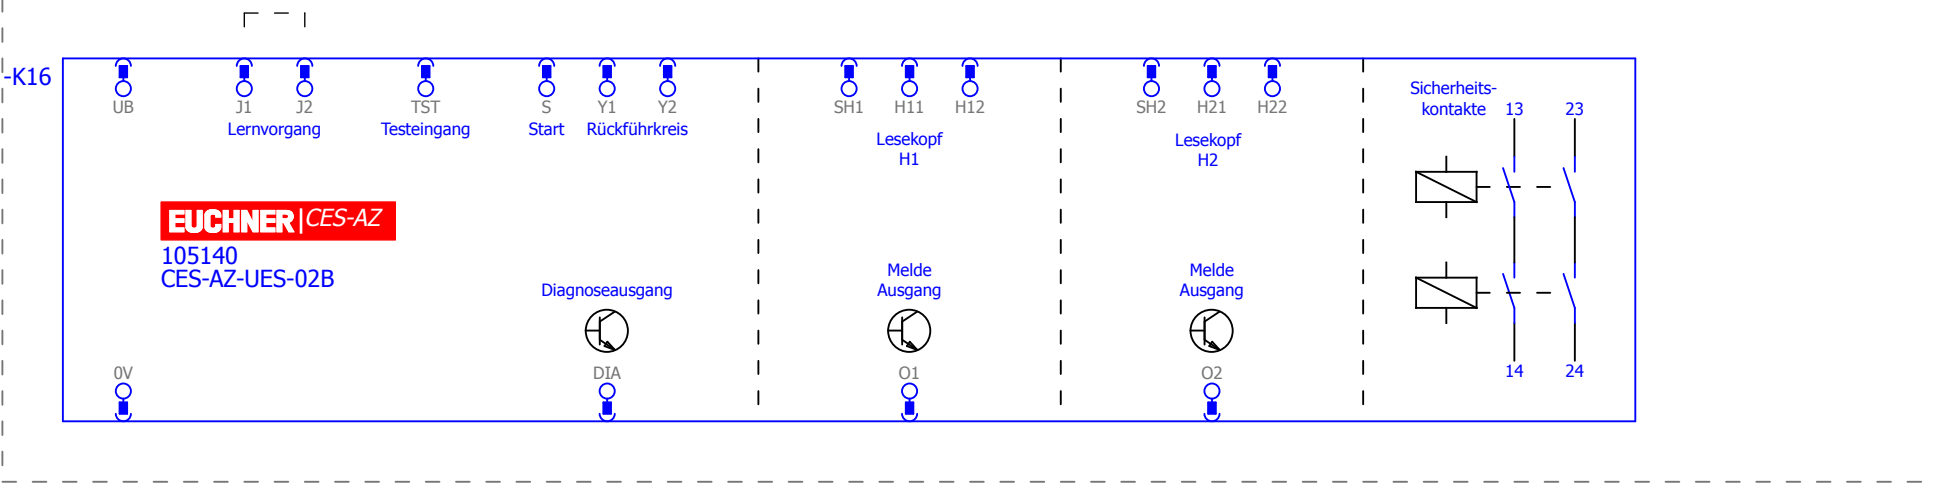 -K16
UB
J1
J2
TST
S
Y1
Y2
SH1
H11
H12
SH2
H21
H22
Lernvorgang
Testeingang
Start
Rückführkreis
Lesekopf
H1
Lesekopf
H2
Sicherheits-
kontakte
13
23
EUCHNER|CES-AZ
105140
CES-AZ-UES-02B
Diagnoseausgang
Melde
Ausgang
Melde
Ausgang
0V
DIA
O1
O2
14
24